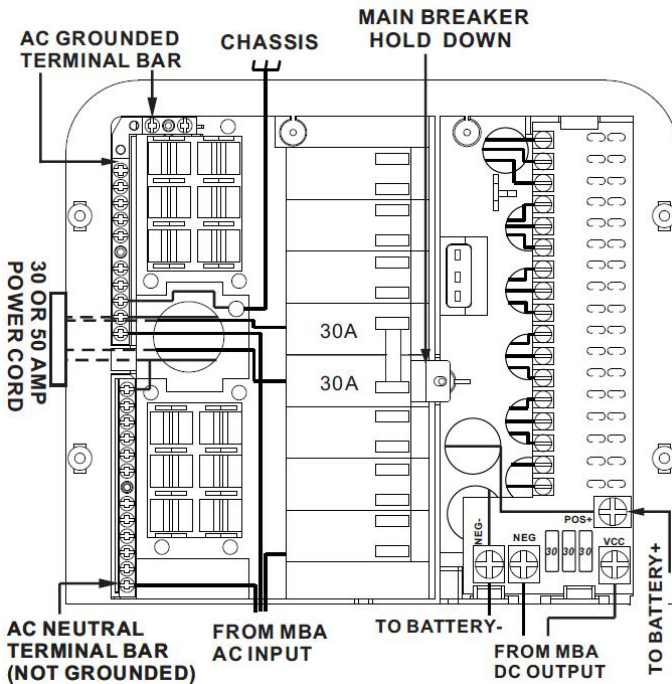 AC GROUNDED
TERMINAL BAR
CHASSIS
MAIN BREAKER
HOLD DOWN
30 OR 50 AMP
POWER CORD
30A
30A
POS+
NEG-
NEG
30 30 30
VCC
AC NEUTRAL
TERMINAL BAR
(NOT GROUNDED)
FROM MBA
AC INPUT
TO BATTERY-
FROM MBA
DC OUTPUT
TO BATTERY+